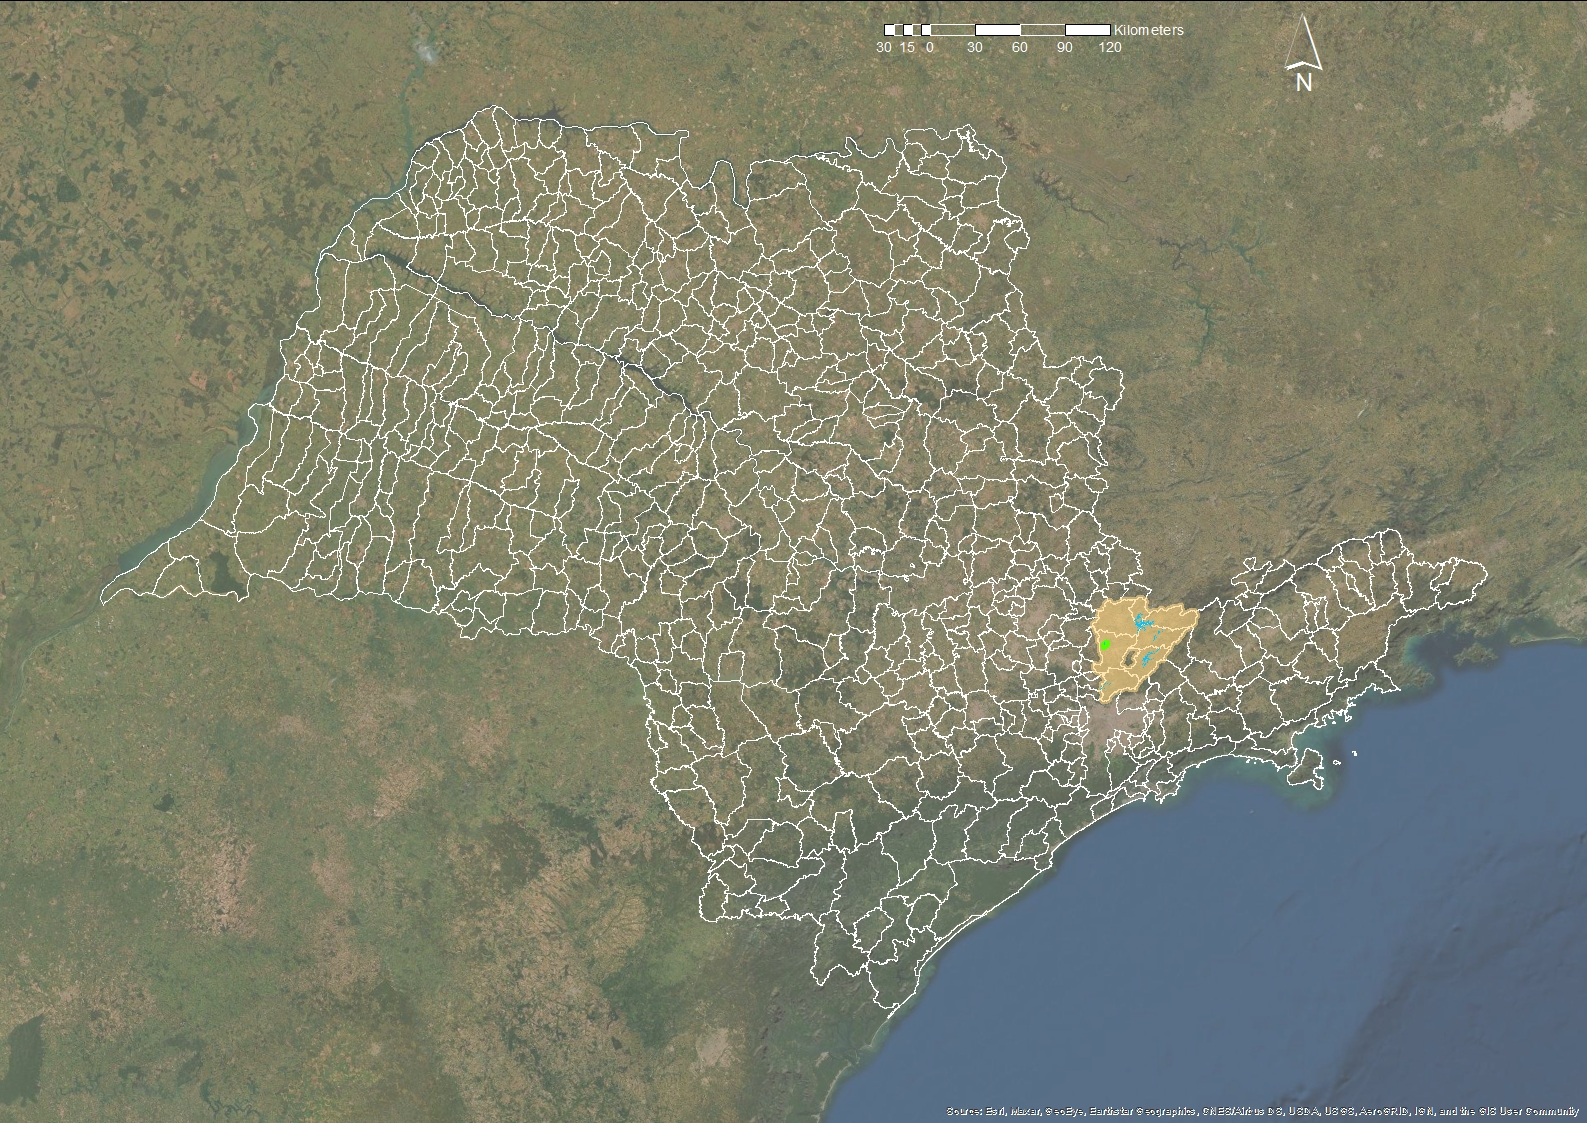 Kilometers
30 15 0 30 60 90 120
N
Source: Esri, Maxar, GeoEye, Earthstar Geographics, CNES/Airbus DS, USDA, USGS, AeroGRID, IGN, and the GIS User Community